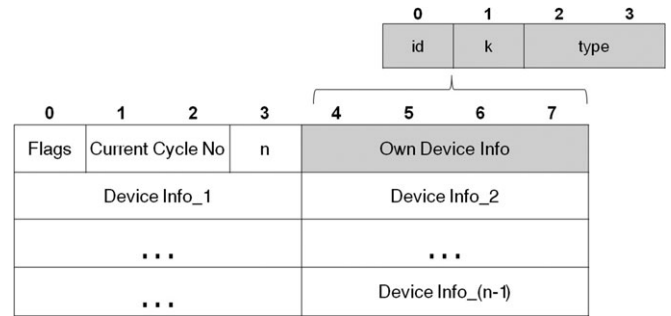 0 1 2 3
id k type
0 1 2 3 4 5 6 7
Flags Current Cycle No n Own Device Info
Device Info_1 Device Info_2
... ...
... Device Info_(n-1)